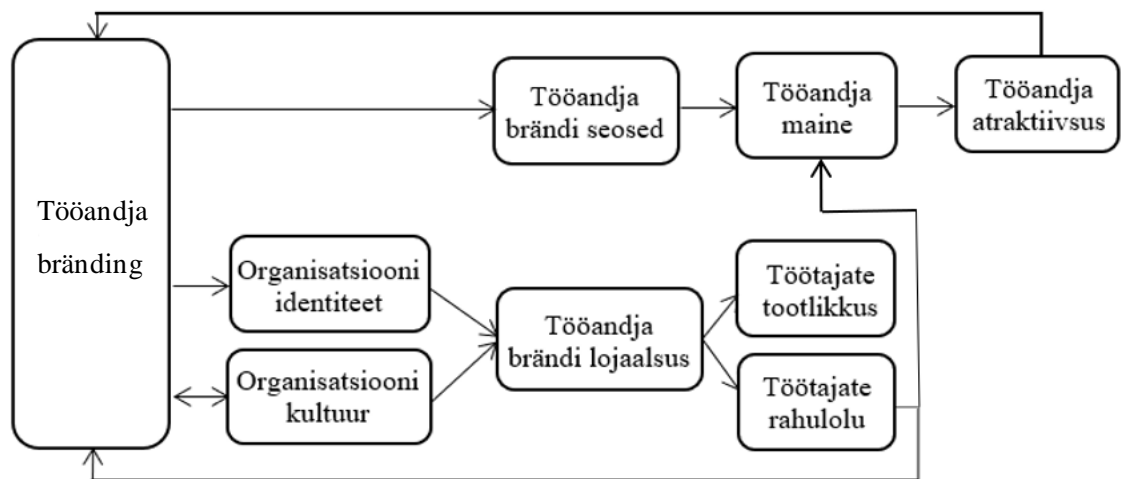 Tööandja
bränding
Tööandja
brändi seosed
Tööandja
maine
Tööandja
atraktiivsus
Organisatsiooni
identiteet
Organisatsiooni
kultuur
Tööandja
brändi lojaalsus
Töötajate
tootlikkus
Töötajate
rahulolu